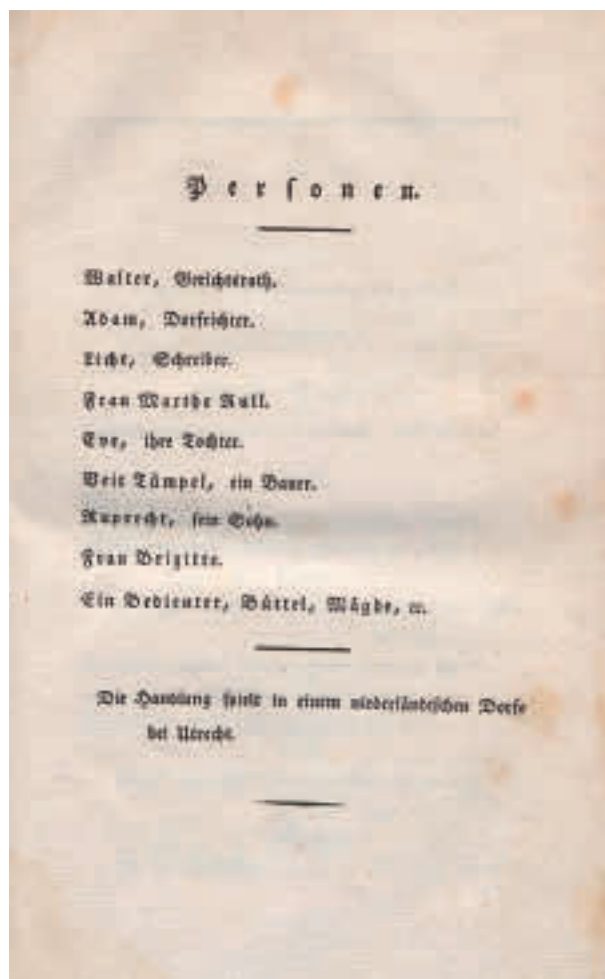 Personen.
Walter, Gerichtsrath.
Adam, Dorfrichter.
Licht, Schreiber.
Frau Marthe Rull.
Eve, ihre Tochter.
Veit Tümpel, ein Bauer.
Ruprecht, sein Sohn.
Frau Brigitte.
Ein Bedienter, Büttel, Mägde, ꝛc.
Die Handlung spielt in einem niederländischen Dorfe
bei Utrecht.